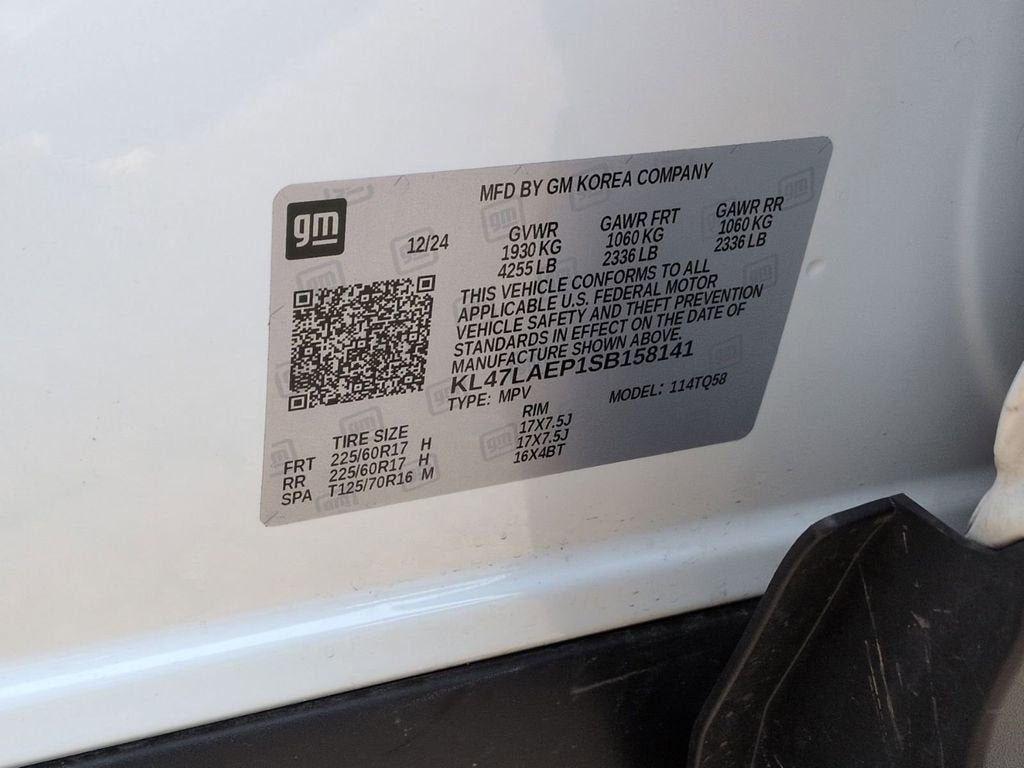 MFD BY GM KOREA COMPANY
gm
12/24
GVWR GAWR FRT GAWR RR
1930 KG 1060 KG 1060 KG
4255 LB 2336 LB 2336 LB
THIS VEHICLE CONFORMS TO ALL
APPLICABLE U.S. FEDERAL MOTOR
VEHICLE SAFETY AND THEFT PREVENTION
STANDARDS IN EFFECT ON THE DATE OF
MANUFACTURE SHOWN ABOVE.
KL47LAEP1SB158141
TYPE: MPV MODEL: 114TQ58
TIRE SIZE RIM
FRT 225/60R17 H 17X7.5J
RR 225/60R17 H 17X7.5J
SPA T125/70R16 M 16X4BT